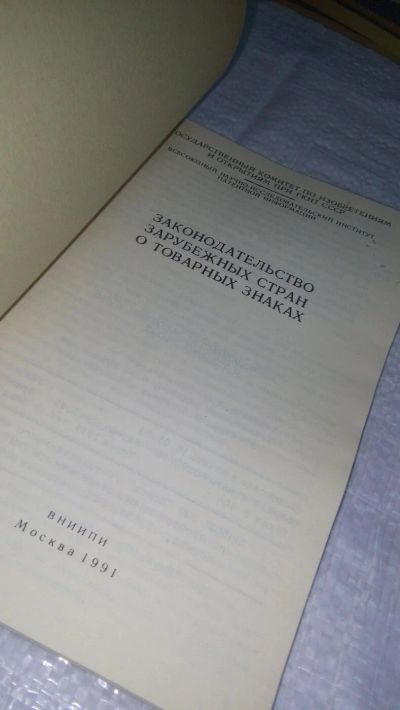 ГОСУДАРСТВЕННЫЙ КОМИТЕТ ПО ИЗОБРЕТЕНИЯМ
И ОТКРЫТИЯМ ПРИ ГКНТ СССР
ВСЕСОЮЗНЫЙ НАУЧНО-ИССЛЕДОВАТЕЛЬСКИЙ ИНСТИТУТ
ПАТЕНТНОЙ ИНФОРМАЦИИ
ЗАКОНОДАТЕЛЬСТВО
ЗАРУБЕЖНЫХ СТРАН
О ТОВАРНЫХ ЗНАКАХ
ВНИИПИ
Москва 1991